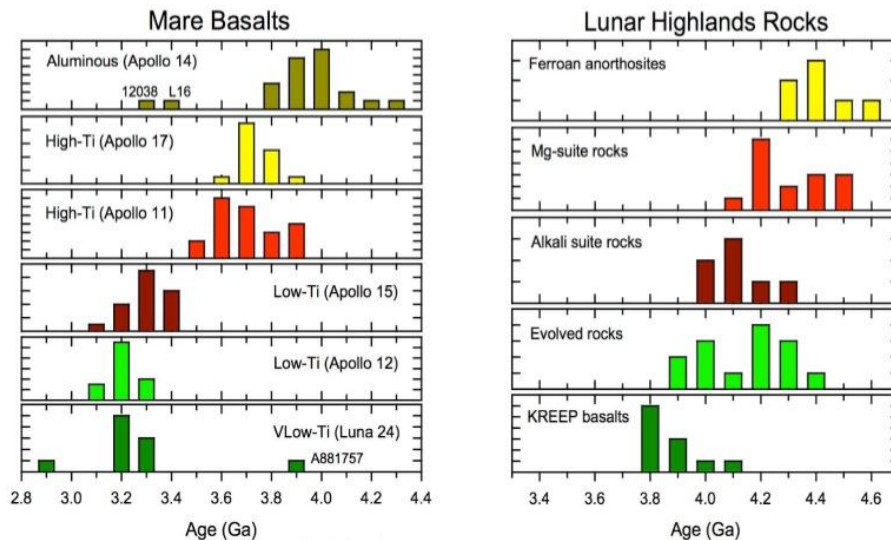 Mare Basalts
Aluminous (Apollo 14)
12038 L16
High-Ti (Apollo 17)
High-Ti (Apollo 11)
Low-Ti (Apollo 15)
Low-Ti (Apollo 12)
VLow-Ti (Luna 24)
A881757
2.8 3.0 3.2 3.4 3.6 3.8 4.0 4.2 4.4
Age (Ga)
Lunar Highlands Rocks
Ferroan anorthosites
Mg-suite rocks
Alkali suite rocks
Evolved rocks
KREEP basalts
3.4 3.6 3.8 4.0 4.2 4.4 4.6
Age (Ga)